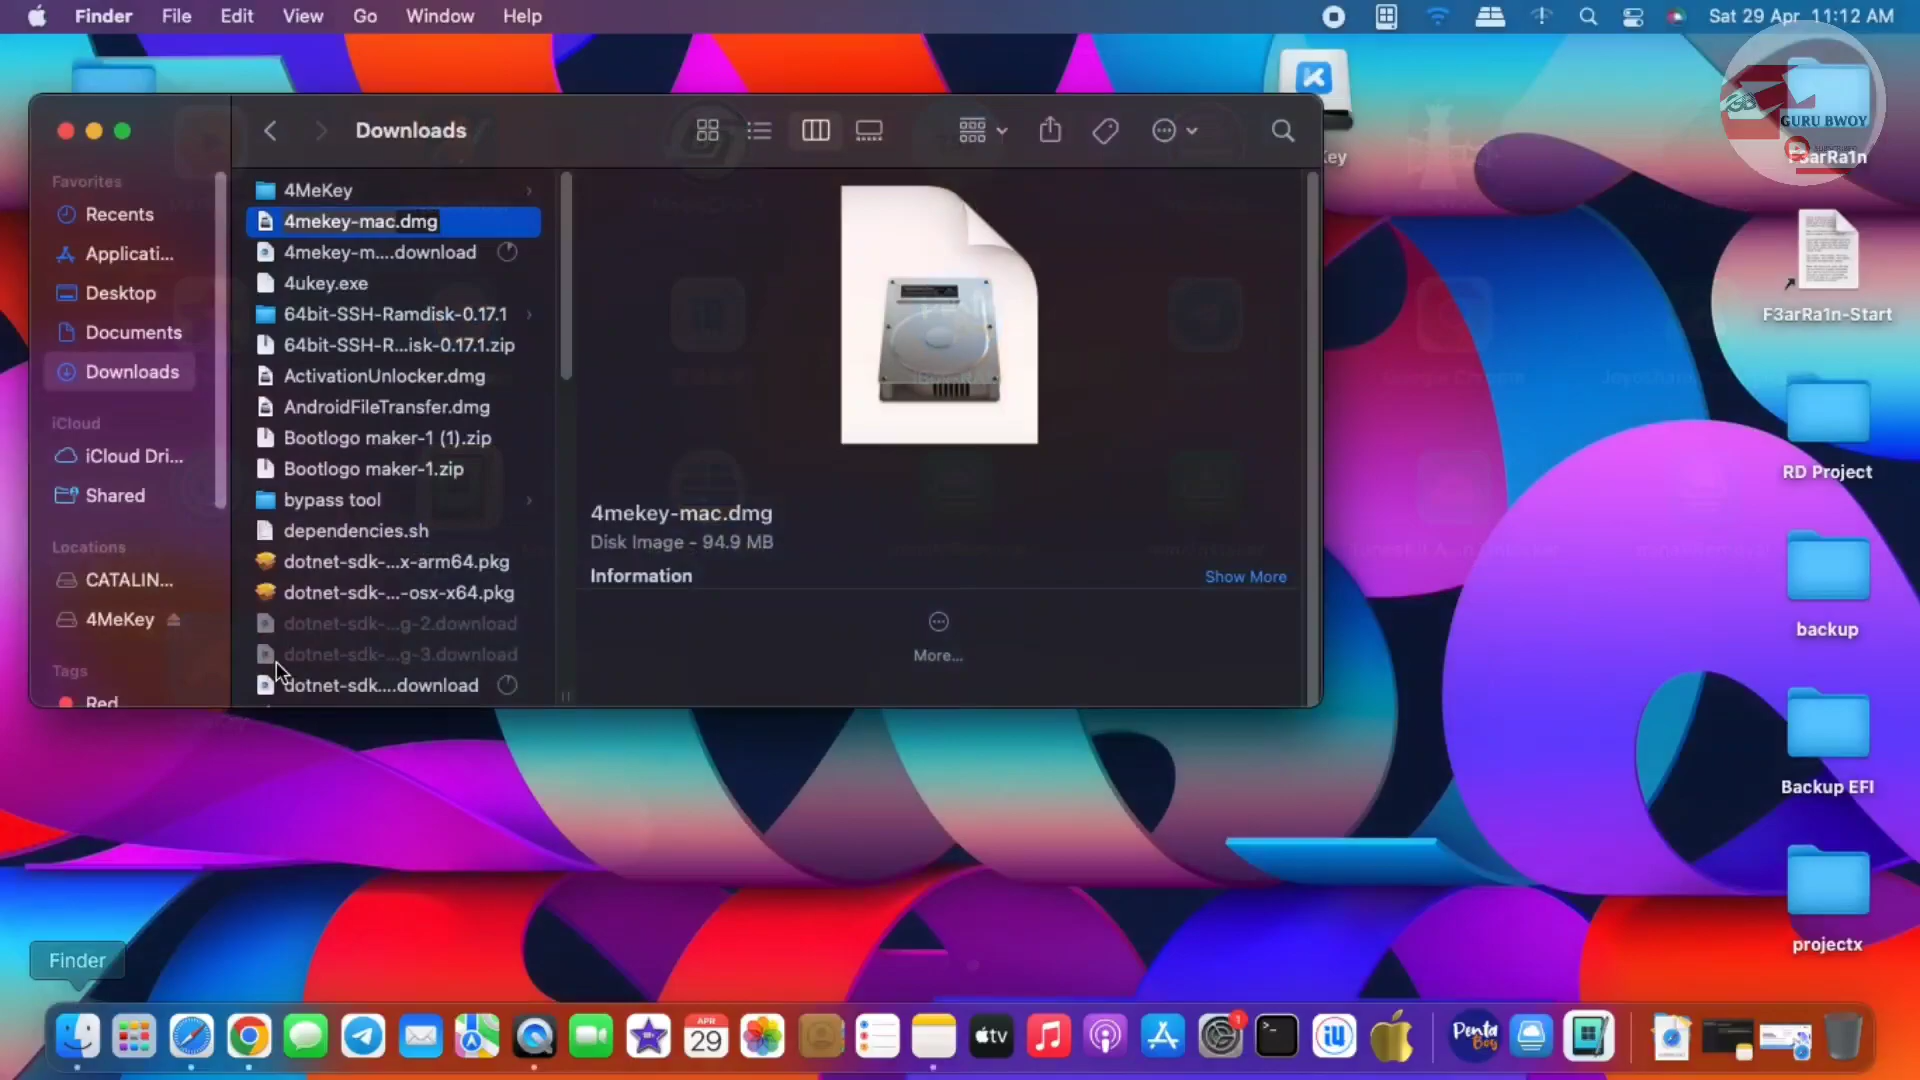 Finder File Edit View Go Window Help
Sat 29 Apr 11:12 AM
Downloads
Favorites
Recents
Applicati...
Desktop
Documents
Downloads
iCloud
iCloud Dri...
Shared
Locations
CATALIN...
4MeKey
Tags
Red
4MeKey
4mekey-mac.dmg
4mekey-m....download
4ukey.exe
64bit-SSH-Ramdisk-0.17.1
64bit-SSH-R...isk-0.17.1.zip
ActivationUnlocker.dmg
AndroidFileTransfer.dmg
Bootlogo maker-1 (1).zip
Bootlogo maker-1.zip
bypass tool
dependencies.sh
dotnet-sdk-...x-arm64.pkg
dotnet-sdk-...-osx-x64.pkg
dotnet-sdk-...g-2.download
dotnet-sdk-...g-3.download
dotnet-sdk....download
4mekey-mac.dmg
Disk Image - 94.9 MB
Information
Show More
More...
GURU BWOY
F3arRa1n
F3arRa1n-Start
RD Project
backup
Backup EFI
projectx
Finder
APR
29
tv
1
iU
Penta
Boy